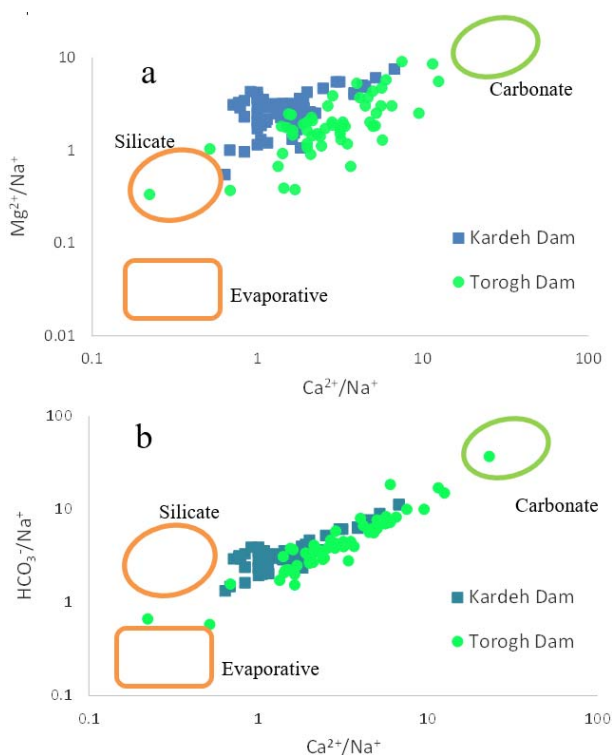 10
a
Carbonate
Silicate
1
Mg²⁺/Na⁺
Kardeh Dam
0.1
Torogh Dam
Evaporative
0.01
0.1
1
10
100
Ca²⁺/Na⁺
100
b
Silicate
Carbonate
10
HCO₃⁻/Na⁺
Kardeh Dam
1
Torogh Dam
Evaporative
0.1
0.1
1
10
100
Ca²⁺/Na⁺